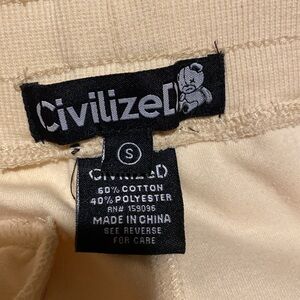 CivilizeD
S
CivilizeD
60% COTTON
40% POLYESTER
RN# 159096
MADE IN CHINA
SEE REVERSE
FOR CARE